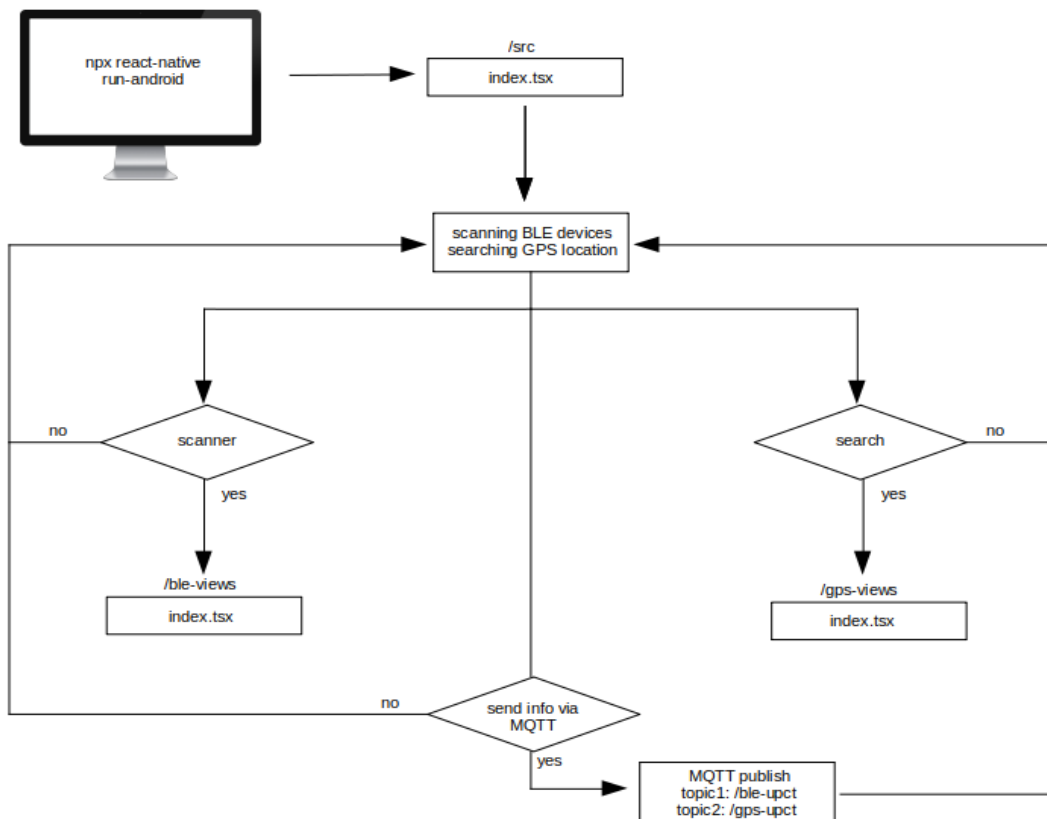 npx react-native
run-android
/src
index.tsx
scanning BLE devices
searching GPS location
no
scanner
yes
search
no
yes
/ble-views
index.tsx
/gps-views
index.tsx
no
send info via
MQTT
yes
MQTT publish
topic1: /ble-upct
topic2: /gps-upct